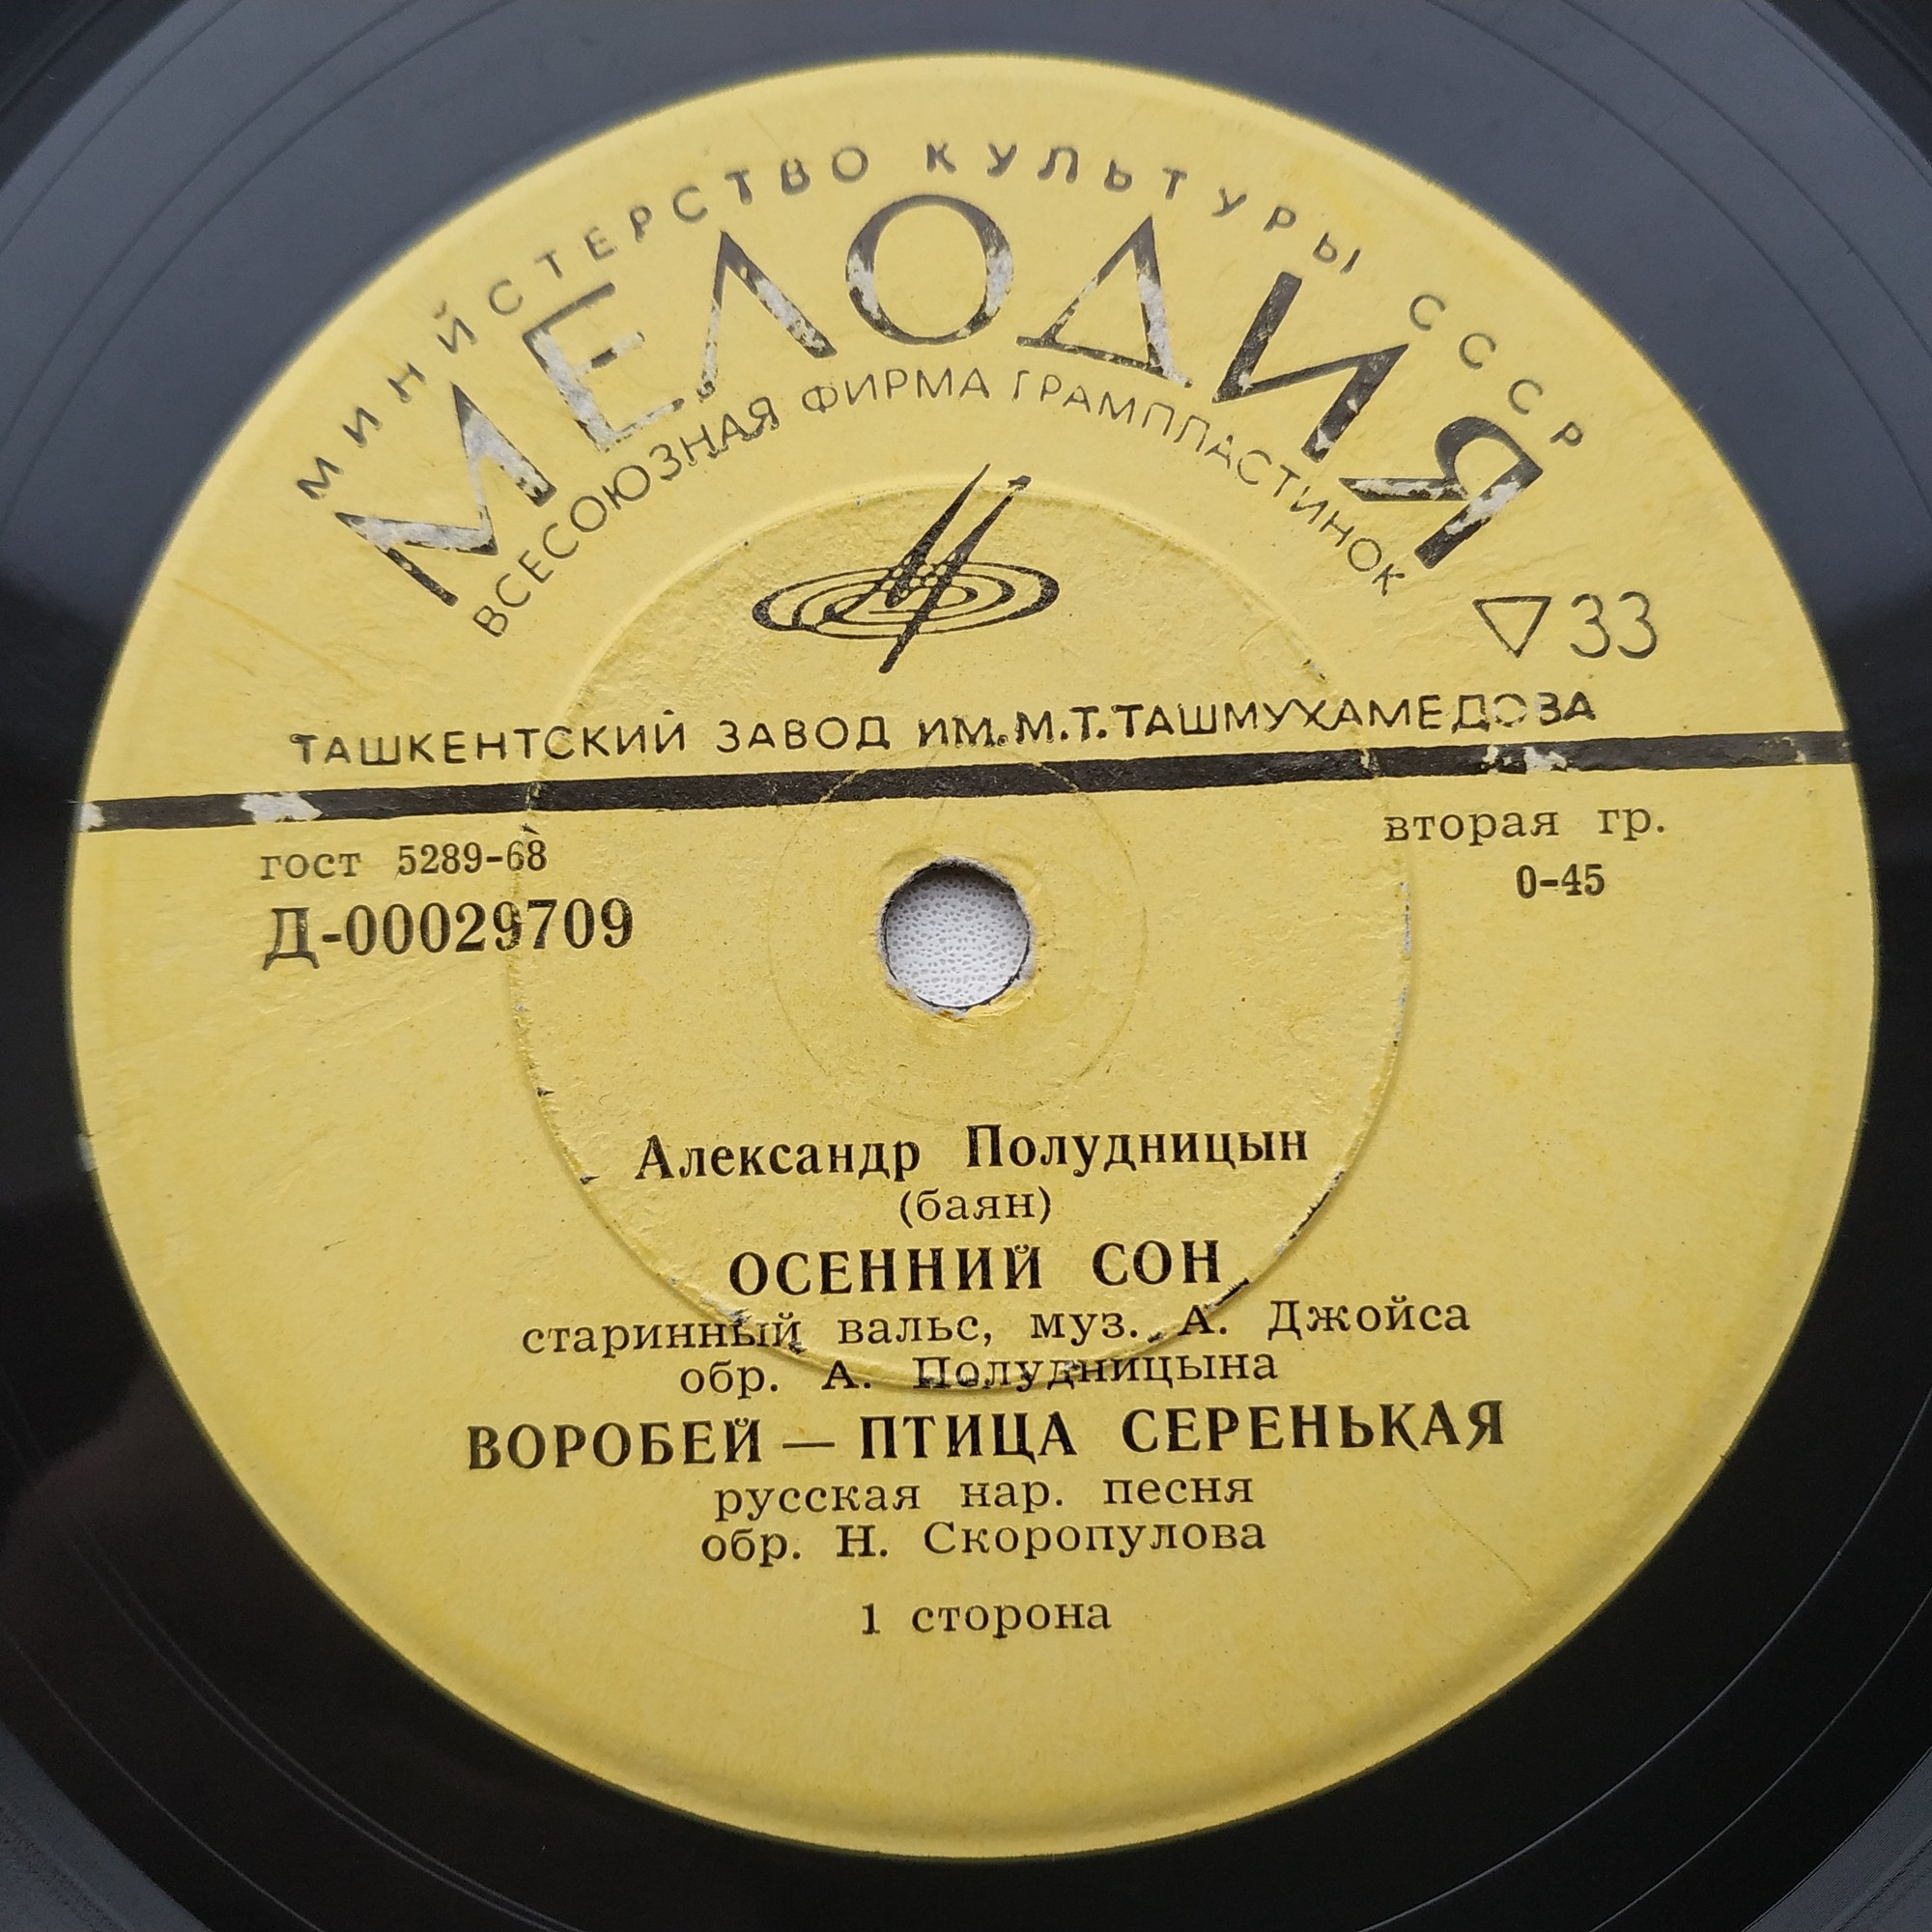 МИНИСТЕРСТВО КУЛЬТУРЫ СССР
МЕЛОДИЯ
ВСЕСОЮЗНАЯ ФИРМА ГРАМПЛАСТИНОК
33
ТАШКЕНТСКИЙ ЗАВОД ИМ. М.Т. ТАШМУХАМЕДОВА
гост 5289-68
вторая гр.
Д-00029709
0-45
Александр Полудницын
(баян)
ОСЕННИЙ СОН
старинный вальс, муз. А. Джойса
обр. А. Полудницына
ВОРОБЕЙ — ПТИЦА СЕРЕНЬКАЯ
русская нар. песня
обр. Н. Скоропулова
1 сторона